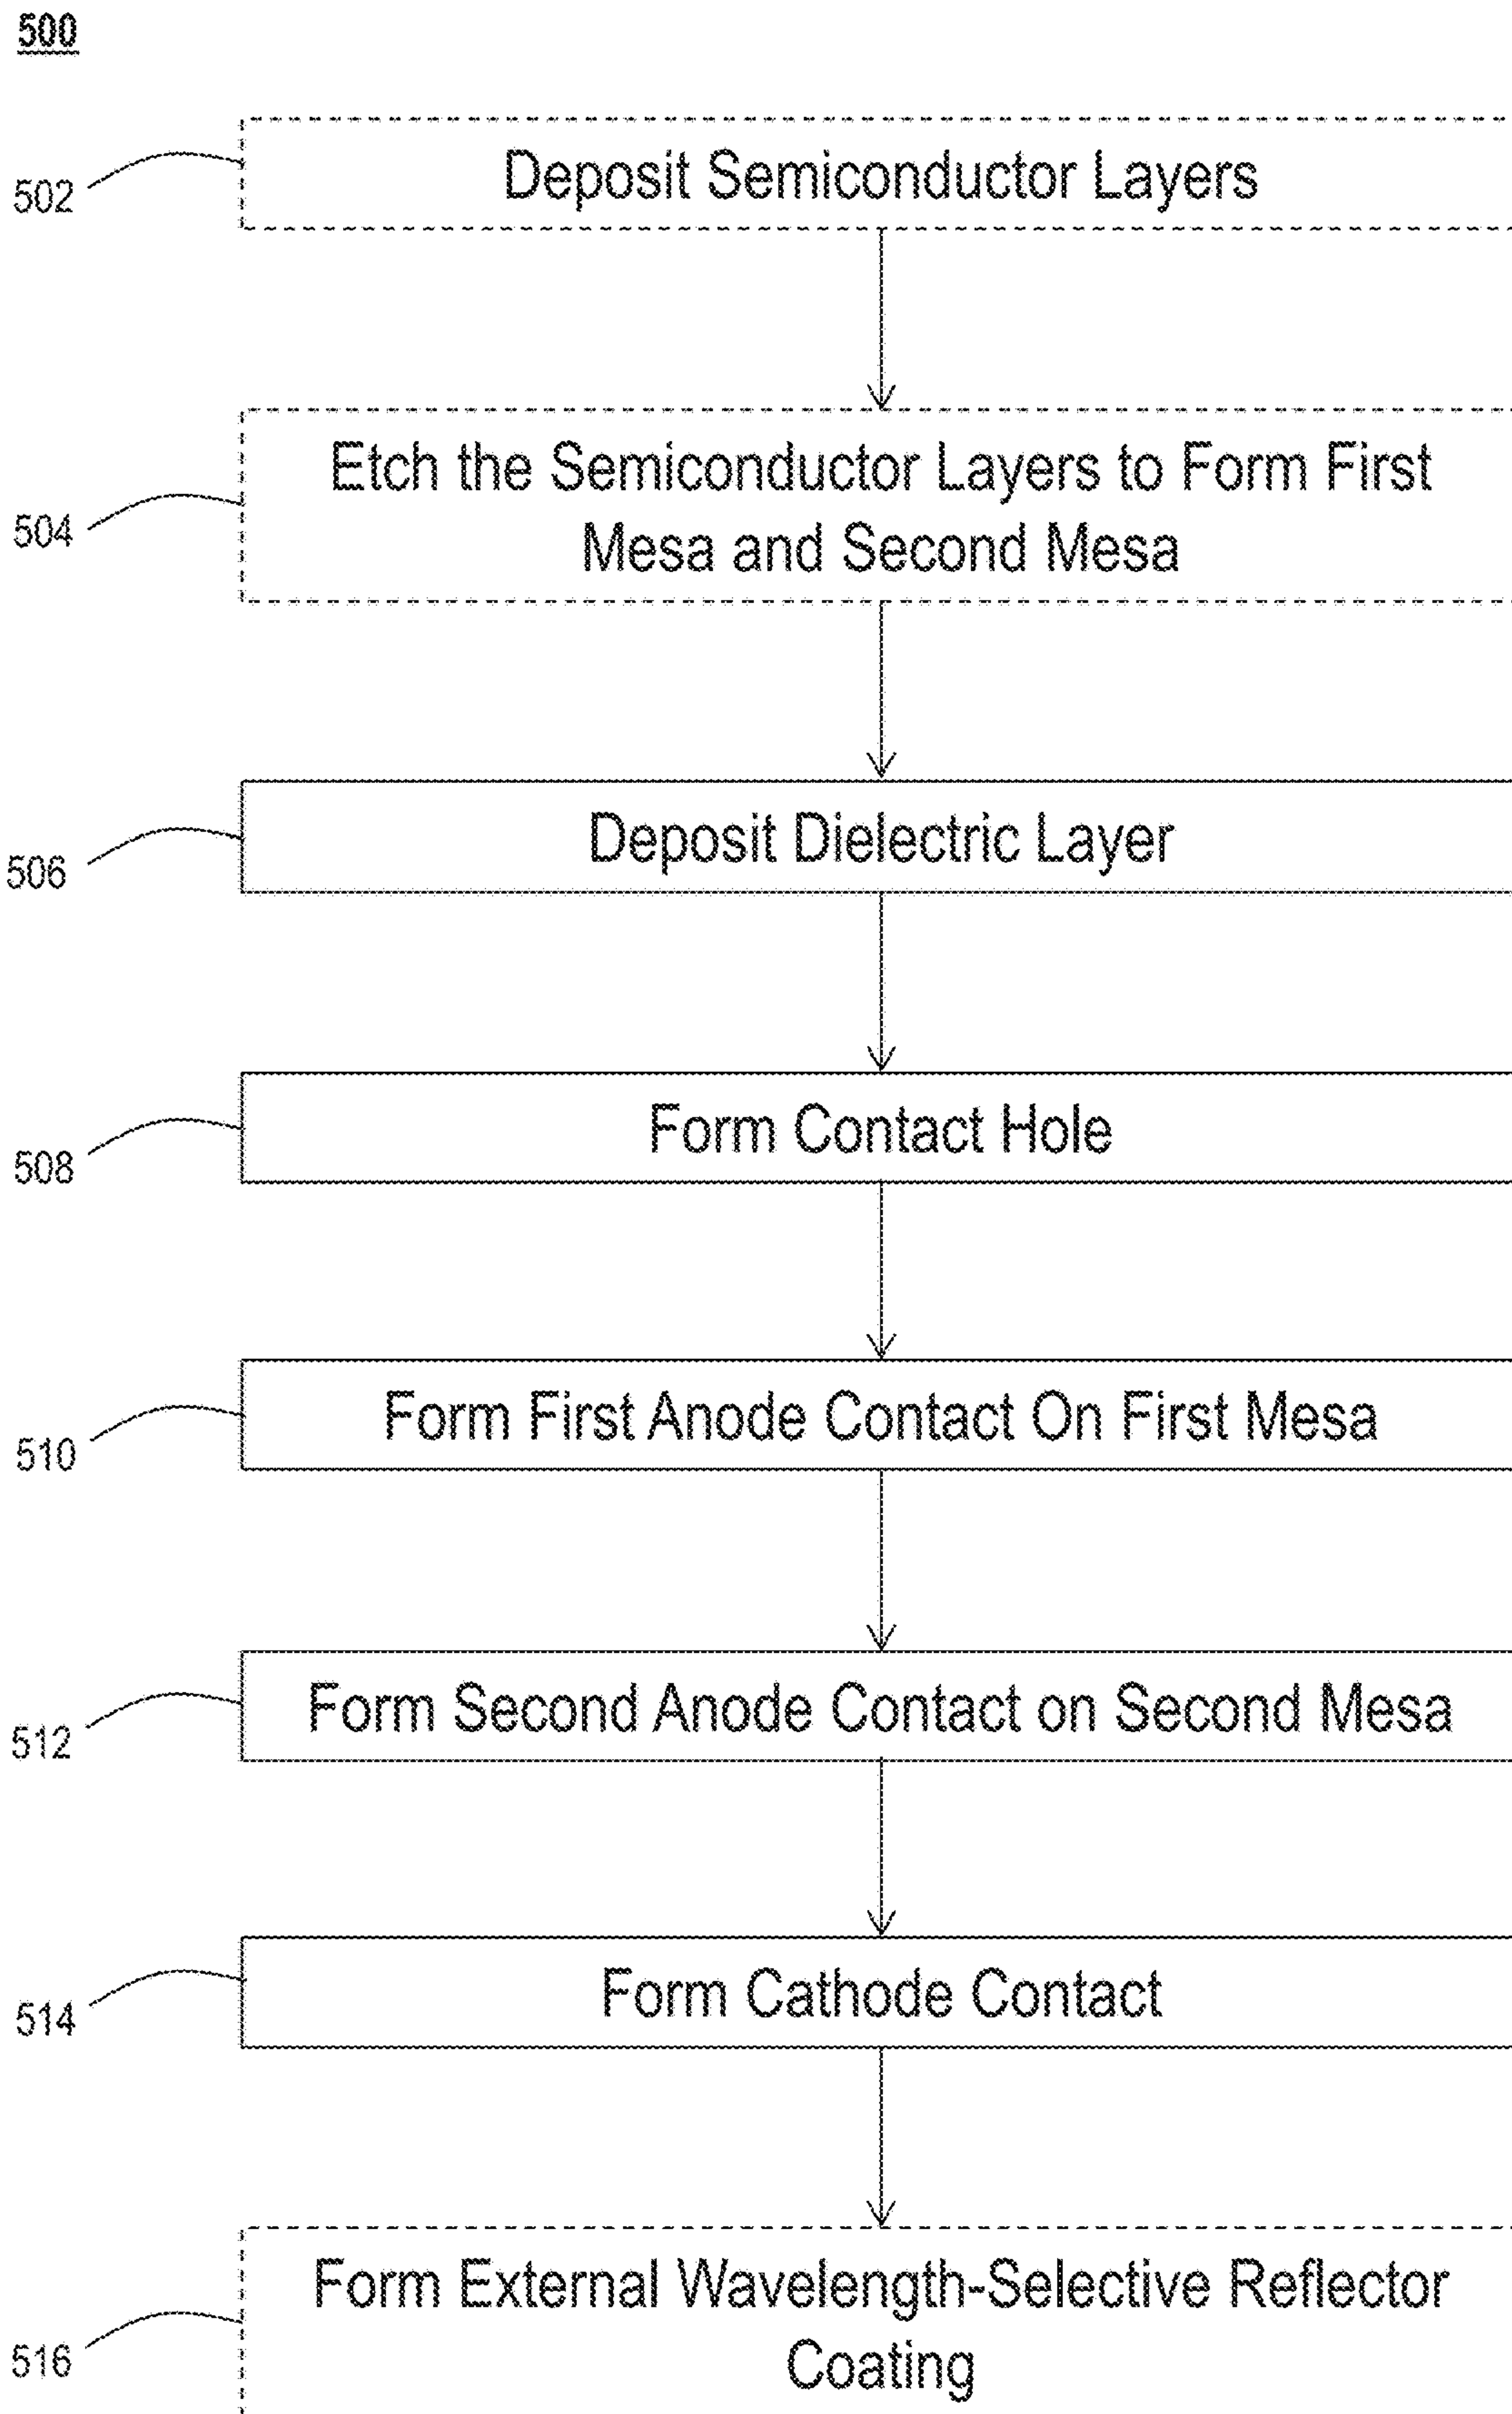 500
502
Deposit Semiconductor Layers
504
Etch the Semiconductor Layers to Form First
Mesa and Second Mesa
506
Deposit Dielectric Layer
508
Form Contact Hole
510
Form First Anode Contact On First Mesa
512
Form Second Anode Contact on Second Mesa
514
Form Cathode Contact
516
Form External Wavelength-Selective Reflector
Coating